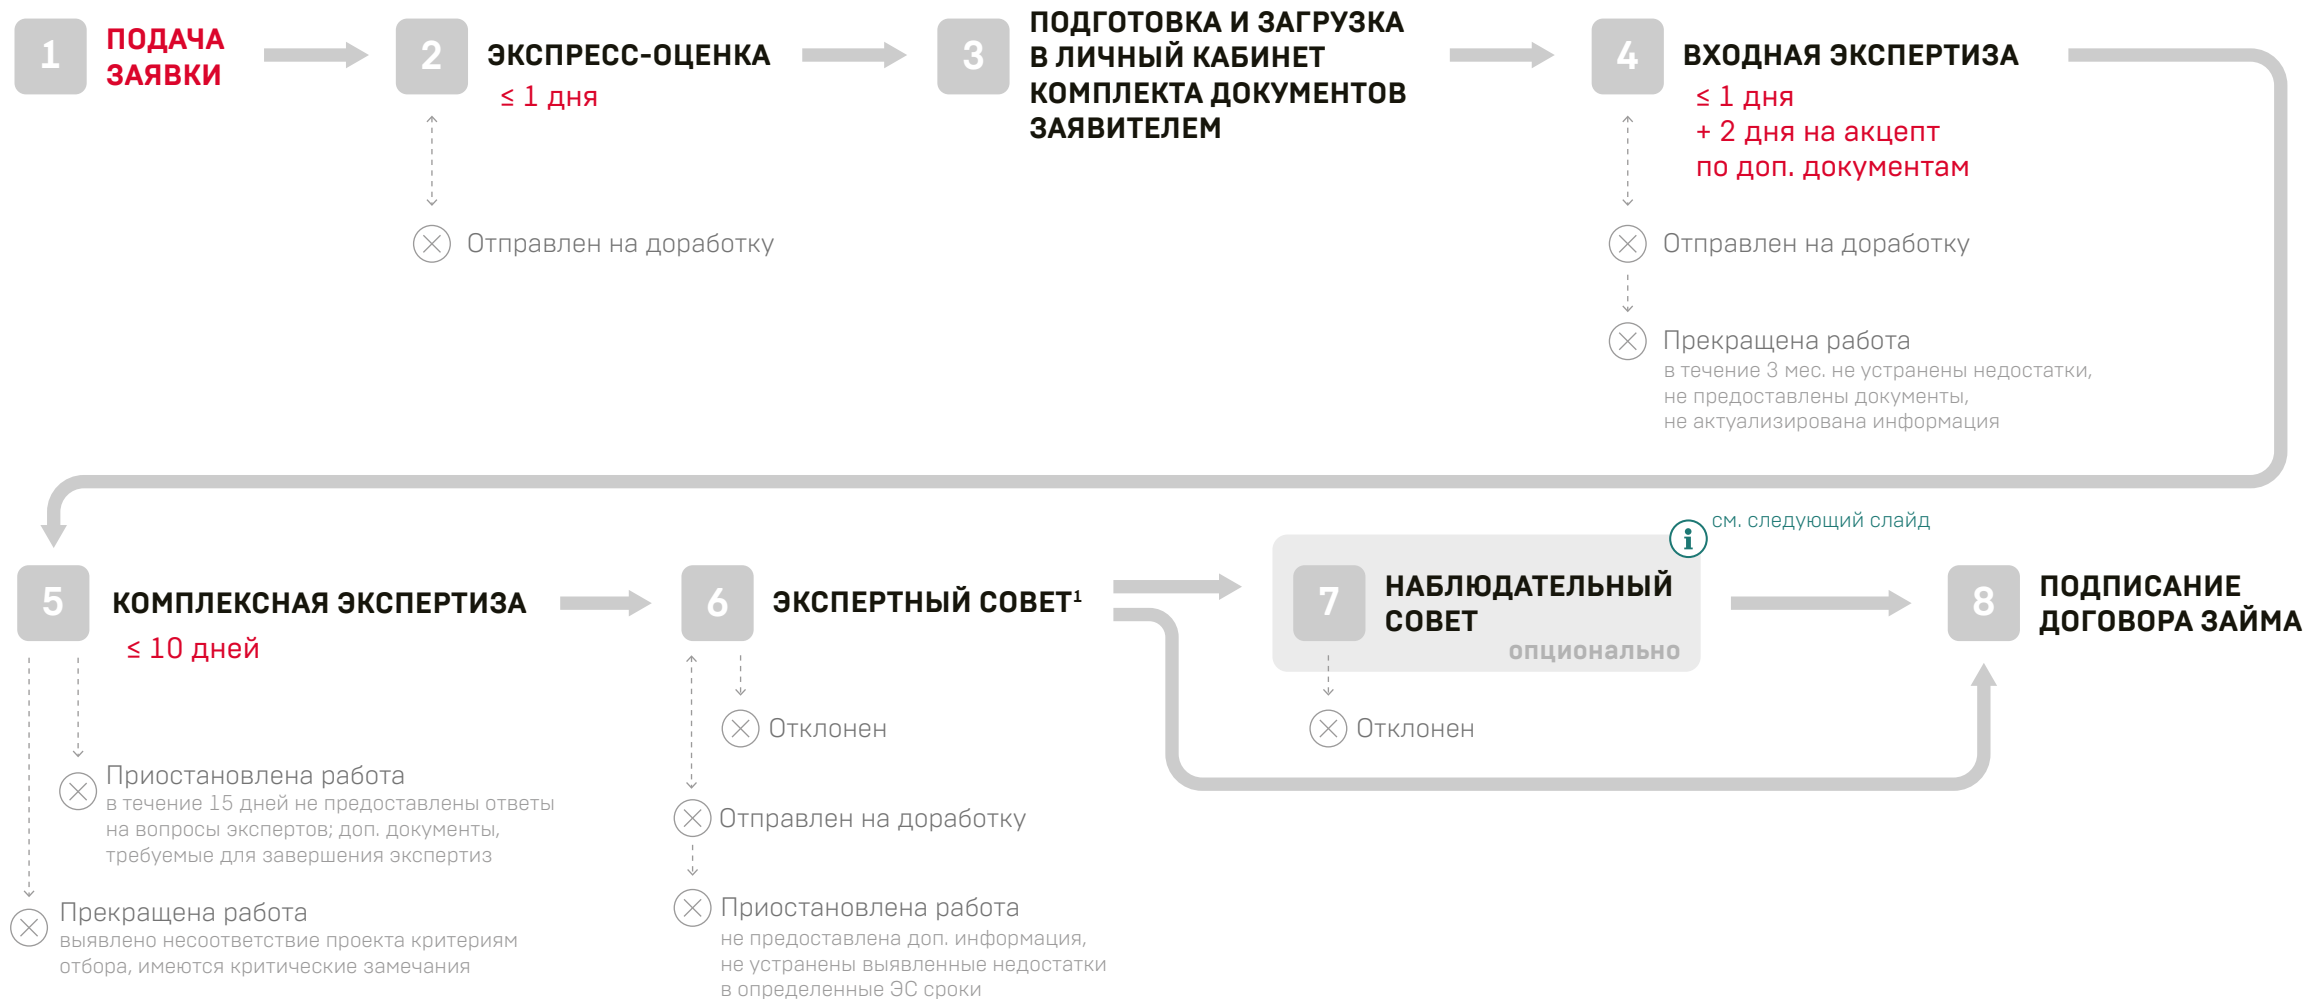 1
ПОДАЧА
ЗАЯВКИ
2
ЭКСПРЕСС-ОЦЕНКА
≤ 1 дня
Отправлен на доработку
3
ПОДГОТОВКА И ЗАГРУЗКА
В ЛИЧНЫЙ КАБИНЕТ
КОМПЛЕКТА ДОКУМЕНТОВ
ЗАЯВИТЕЛЕМ
4
ВХОДНАЯ ЭКСПЕРТИЗА
≤ 1 дня
+ 2 дня на акцепт
по доп. документам
Отправлен на доработку
Прекращена работа
в течение 3 мес. не устранены недостатки,
не предоставлены документы,
не актуализирована информация
5
КОМПЛЕКСНАЯ ЭКСПЕРТИЗА
≤ 10 дней
Приостановлена работа
в течение 15 дней не предоставлены ответы
на вопросы экспертов; доп. документы,
требуемые для завершения экспертиз
Прекращена работа
выявлено несоответствие проекта критериям
отбора, имеются критические замечания
6
ЭКСПЕРТНЫЙ СОВЕТ¹
Отклонен
Отправлен на доработку
Приостановлена работа
не предоставлена доп. информация,
не устранены выявленные недостатки
в определенные ЭС сроки
i см. следующий слайд
7
НАБЛЮДАТЕЛЬНЫЙ
СОВЕТ
опционально
Отклонен
8
ПОДПИСАНИЕ
ДОГОВОРА ЗАЙМА